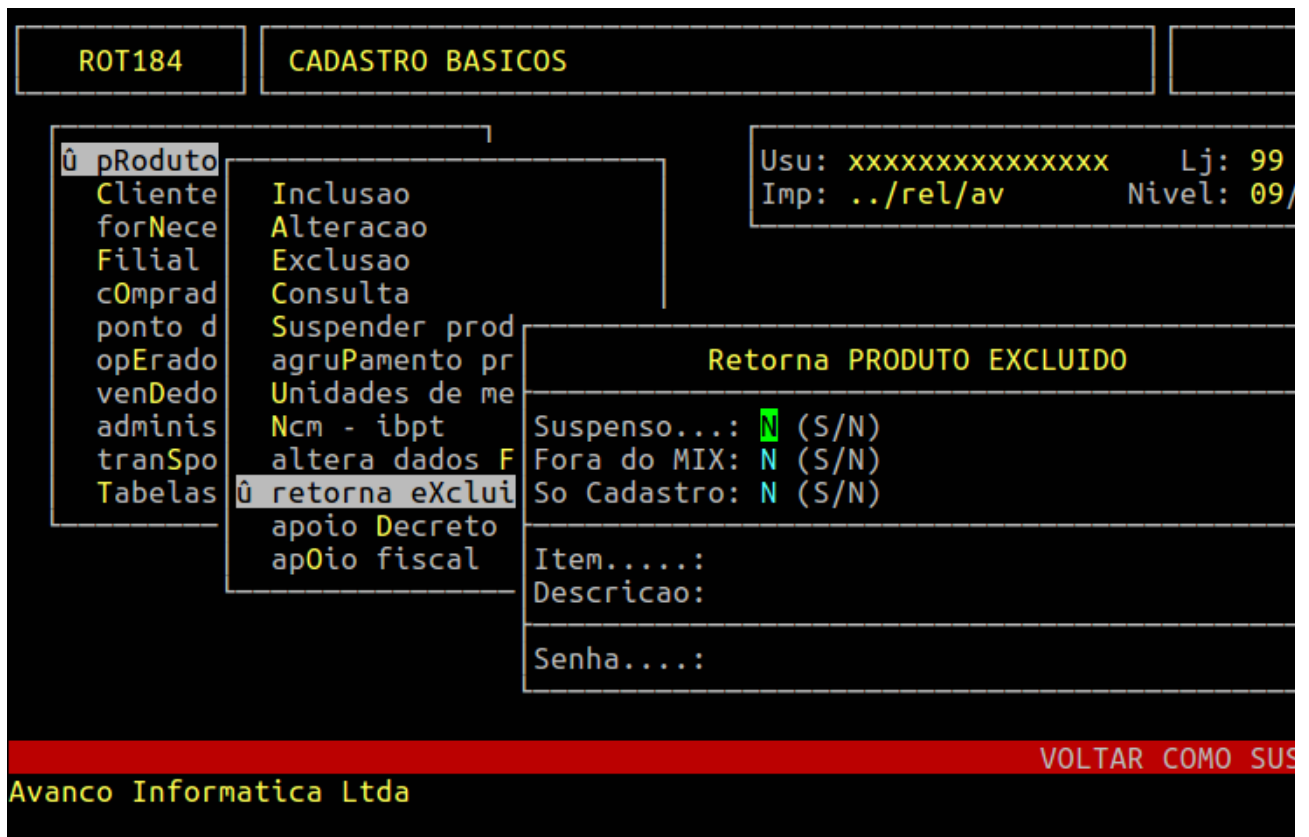 ROT184 CADASTRO BASICOS
û pRoduto
Cliente
forNece
Filial
cOmprad
ponto d
opErado
venDedo
adminis
tranSpo
Tabelas
Inclusao
Alteracao
Exclusao
Consulta
Suspender prod
agruPamento pr
Unidades de me
Ncm - ibpt
altera dados F
û retorna eXclui
apoio Decreto
apOio fiscal
Usu: xxxxxxxxxxxxxxx Lj: 99
Imp: ../rel/av Nivel: 09/
Retorna PRODUTO EXCLUIDO
Suspenso...: N (S/N)
Fora do MIX: N (S/N)
So Cadastro: N (S/N)
Item.....:
Descricao:
Senha....:
VOLTAR COMO SUS
Avanco Informatica Ltda